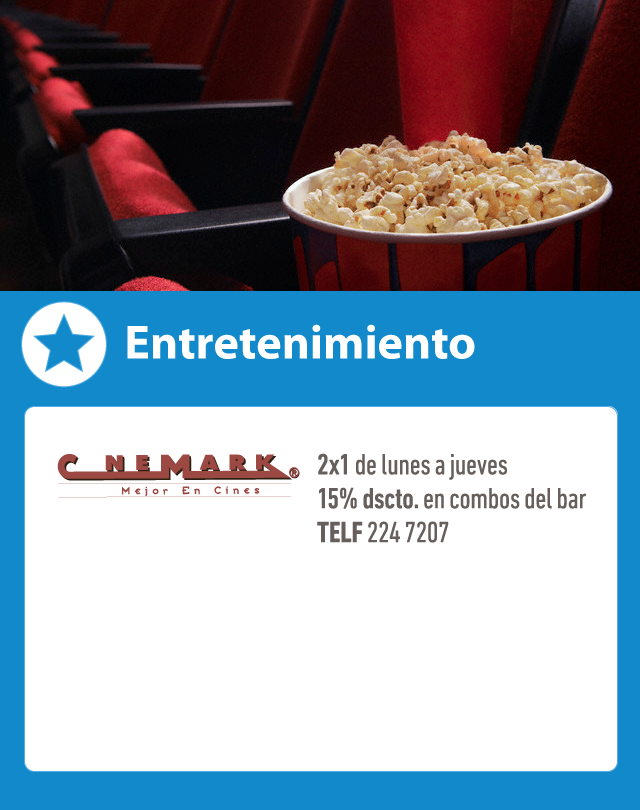 Entretenimiento
CINEMARK®
Mejor En Cines
2x1 de lunes a jueves
15% dscto. en combos del bar
TELF 224 7207